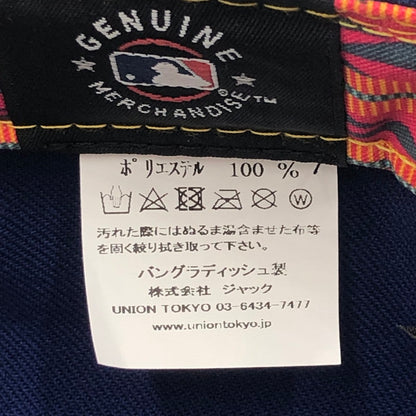 GENUINE
MERCHANDISE
ポリエステル 100 %
W
汚れた際にはぬるま湯含ませた布等
を固く絞り拭き取って下さい。
バングラディッシュ製
株式会社 ジャック
UNION TOKYO 03-6434-7477
www.uniontokyo.jp